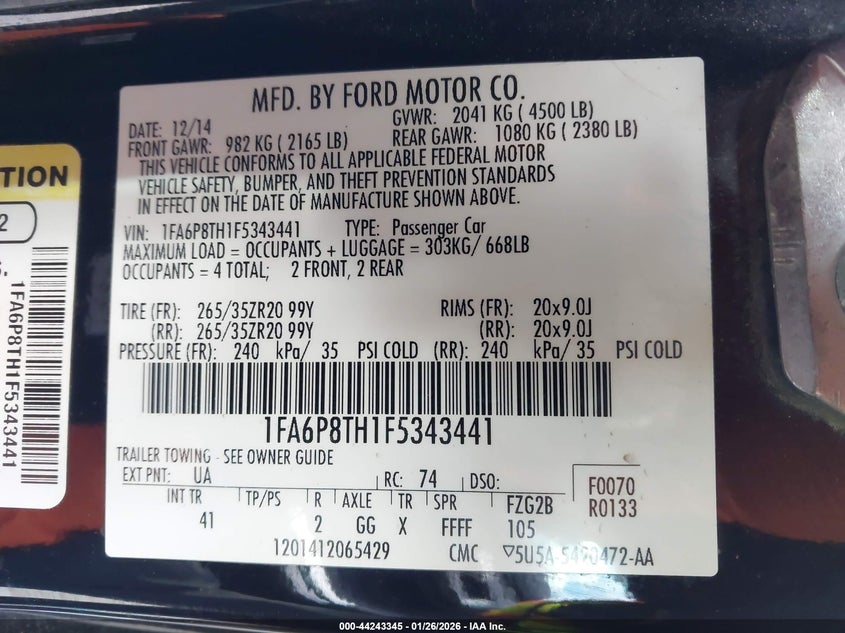 MFD. BY FORD MOTOR CO.
DATE: 12/14
GVWR: 2041 KG ( 4500 LB)
FRONT GAWR: 982 KG ( 2165 LB)
REAR GAWR: 1080 KG ( 2380 LB)
THIS VEHICLE CONFORMS TO ALL APPLICABLE FEDERAL MOTOR
VEHICLE SAFETY, BUMPER, AND THEFT PREVENTION STANDARDS
IN EFFECT ON THE DATE OF MANUFACTURE SHOWN ABOVE.
VIN: 1FA6P8TH1F5343441 TYPE: Passenger Car
MAXIMUM LOAD = OCCUPANTS + LUGGAGE = 303KG/ 668LB
OCCUPANTS = 4 TOTAL; 2 FRONT, 2 REAR
TIRE (FR): 265/35ZR20 99Y RIMS (FR): 20x9.0J
(RR): 265/35ZR20 99Y (RR): 20x9.0J
PRESSURE (FR): 240 kPa/ 35 PSI COLD (RR): 240 kPa/ 35 PSI COLD
1FA6P8TH1F5343441
TRAILER TOWING - SEE OWNER GUIDE
EXT PNT: UA RC: 74 DSO:
F0070
R0133
INT TR TP/PS R AXLE TR SPR FZG2B
41 2 GG X FFFF 105
1201412065429 CMC 5U5A-5490472-AA
TION
2
1FA6P8TH1F5343441
000-44243345 | 01/26/2026 - IAA Inc.